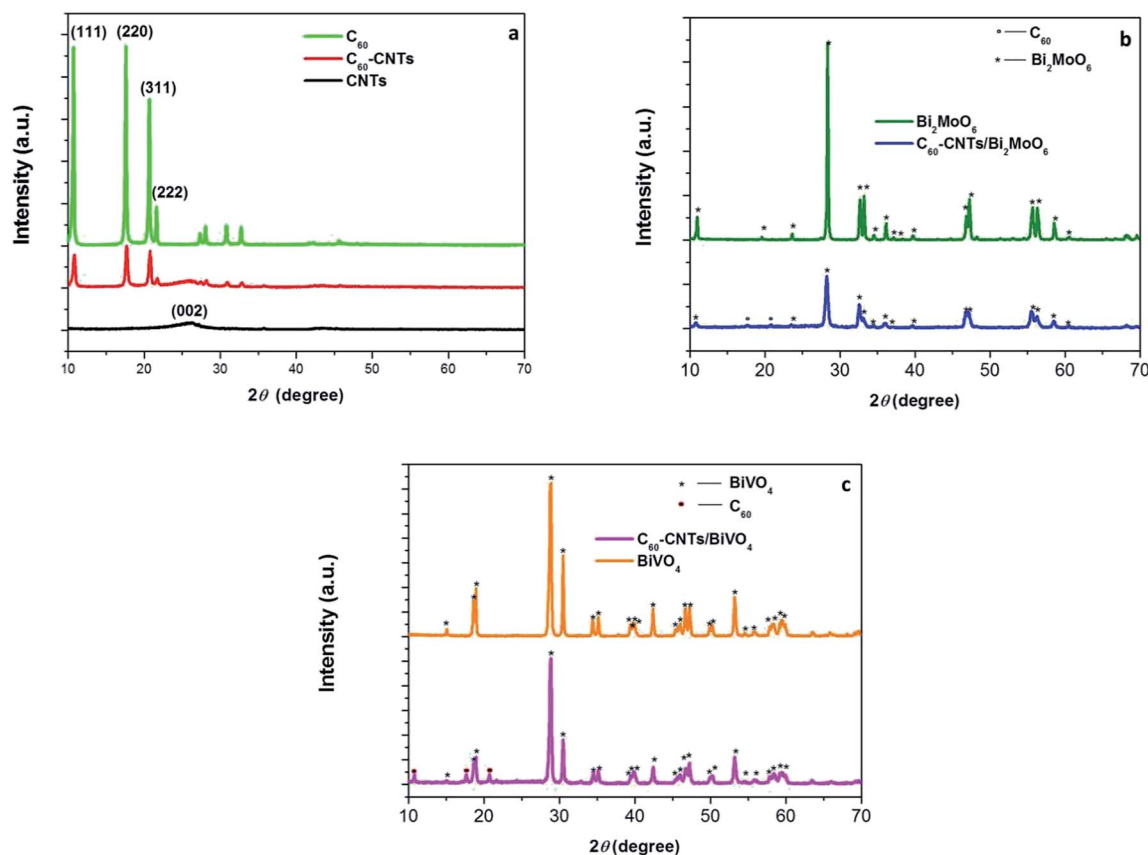 a
(111) (220)
(311)
(222)
(002)
C₆₀
C₆₀-CNTs
CNTs
Intensity (a.u.)
10 20 30 40 50 60 70
2θ (degree)
b
° — C₆₀
* — Bi₂MoO₆
Bi₂MoO₆
C₆₀-CNTs/Bi₂MoO₆
Intensity (a.u.)
10 20 30 40 50 60 70
2θ (degree)
c
* — BiVO₄
C₆₀
C₆₀-CNTs/BiVO₄
BiVO₄
Intensity (a.u.)
10 20 30 40 50 60 70
2θ (degree)